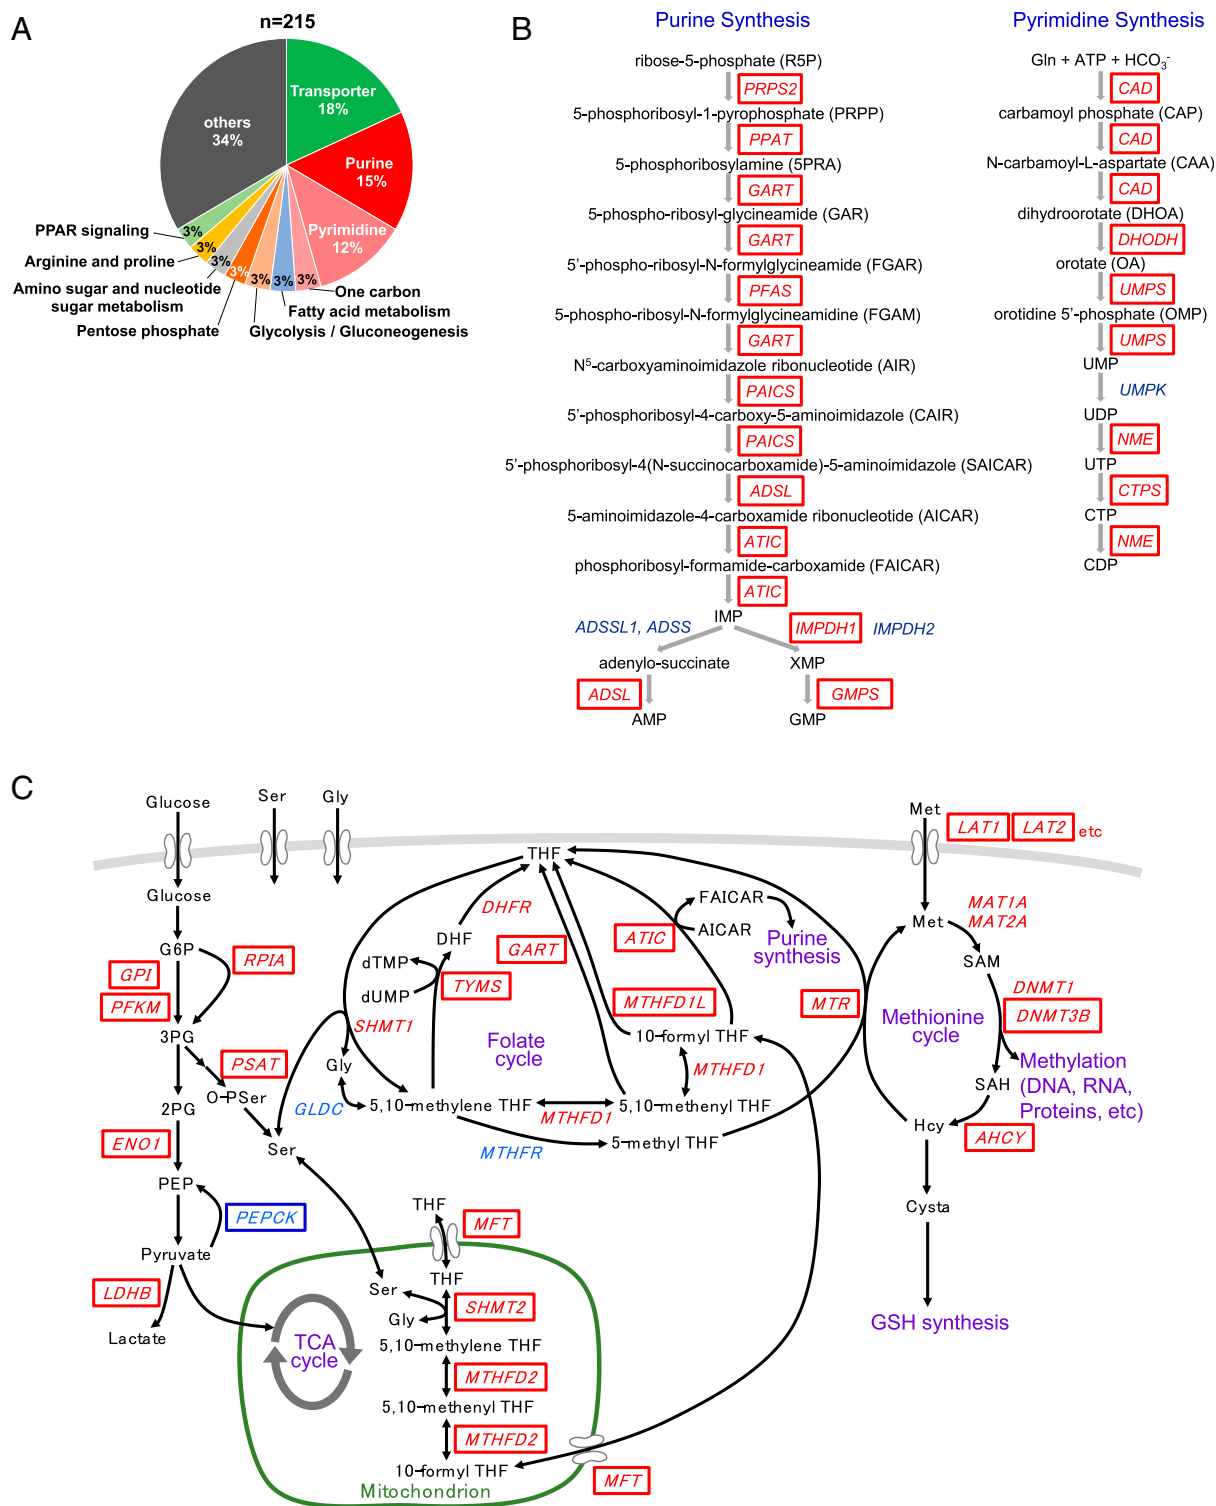 A
n=215
Transporter
18%
Purine
15%
Pyrimidine
12%
others
34%
3%
3%
3%
3%
3%
3%
3%
PPAR signaling
Arginine and proline
Amino sugar and nucleotide
sugar metabolism
Pentose phosphate
One carbon
Fatty acid metabolism
Glycolysis / Gluconeogenesis
B
Purine Synthesis
ribose-5-phosphate (R5P)
PRPS2
5-phosphoribosyl-1-pyrophosphate (PRPP)
PPAT
5-phosphoribosylamine (5PRA)
GART
5-phospho-ribosyl-glycineamide (GAR)
GART
5'-phospho-ribosyl-N-formylglycineamide (FGAR)
PFAS
5-phospho-ribosyl-N-formylglycineamidine (FGAM)
GART
N5-carboxyaminoimidazole ribonucleotide (AIR)
PAICS
5'-phosphoribosyl-4-carboxy-5-aminoimidazole (CAIR)
PAICS
5'-phosphoribosyl-4(N-succinocarboxamide)-5-aminoimidazole (SAICAR)
ADSL
5-aminoimidazole-4-carboxamide ribonucleotide (AICAR)
ATIC
phosphoribosyl-formamide-carboxamide (FAICAR)
ATIC
IMP
ADSSL1, ADSS
IMPDH1 IMPDH2
adenylo-succinate
XMP
ADSL
GMPS
AMP
GMP
Pyrimidine Synthesis
Gln + ATP + HCO3-
CAD
carbamoyl phosphate (CAP)
CAD
N-carbamoyl-L-aspartate (CAA)
CAD
dihydroorotate (DHOA)
DHODH
orotate (OA)
UMPS
orotidine 5'-phosphate (OMP)
UMPS
UMP
UMPK
UDP
NME
UTP
CTPS
CTP
NME
CDP
C
Glucose
Ser
Gly
Glucose
G6P
RPIA
GPI
PFKM
3PG
PSAT
O-PSer
2PG
Ser
ENO1
PEP
PEPCK
Pyruvate
LDHB
Lactate
THF
DHFR
DHF
GART
dTMP
dUMP
TYMS
SHMT1
Folate
cycle
Gly
GLDC
5,10-methylene THF
MTHFD1
5,10-methenyl THF
MTHFR
5-methyl THF
MTHFD1
10-formyl THF
MTHFD1L
ATIC
FAICAR
AICAR
Purine
synthesis
MTR
Met
LAT1 LAT2 etc
Met
MAT1A
MAT2A
SAM
DNMT1
DNMT3B
Methionine
cycle
Methylation
(DNA, RNA,
Proteins, etc)
SAH
Hcy
AHCY
Cysta
GSH synthesis
THF
MFT
THF
Ser
SHMT2
Gly
5,10-methylene THF
MTHFD2
5,10-methenyl THF
MTHFD2
10-formyl THF
MFT
TCA
cycle
Mitochondrion